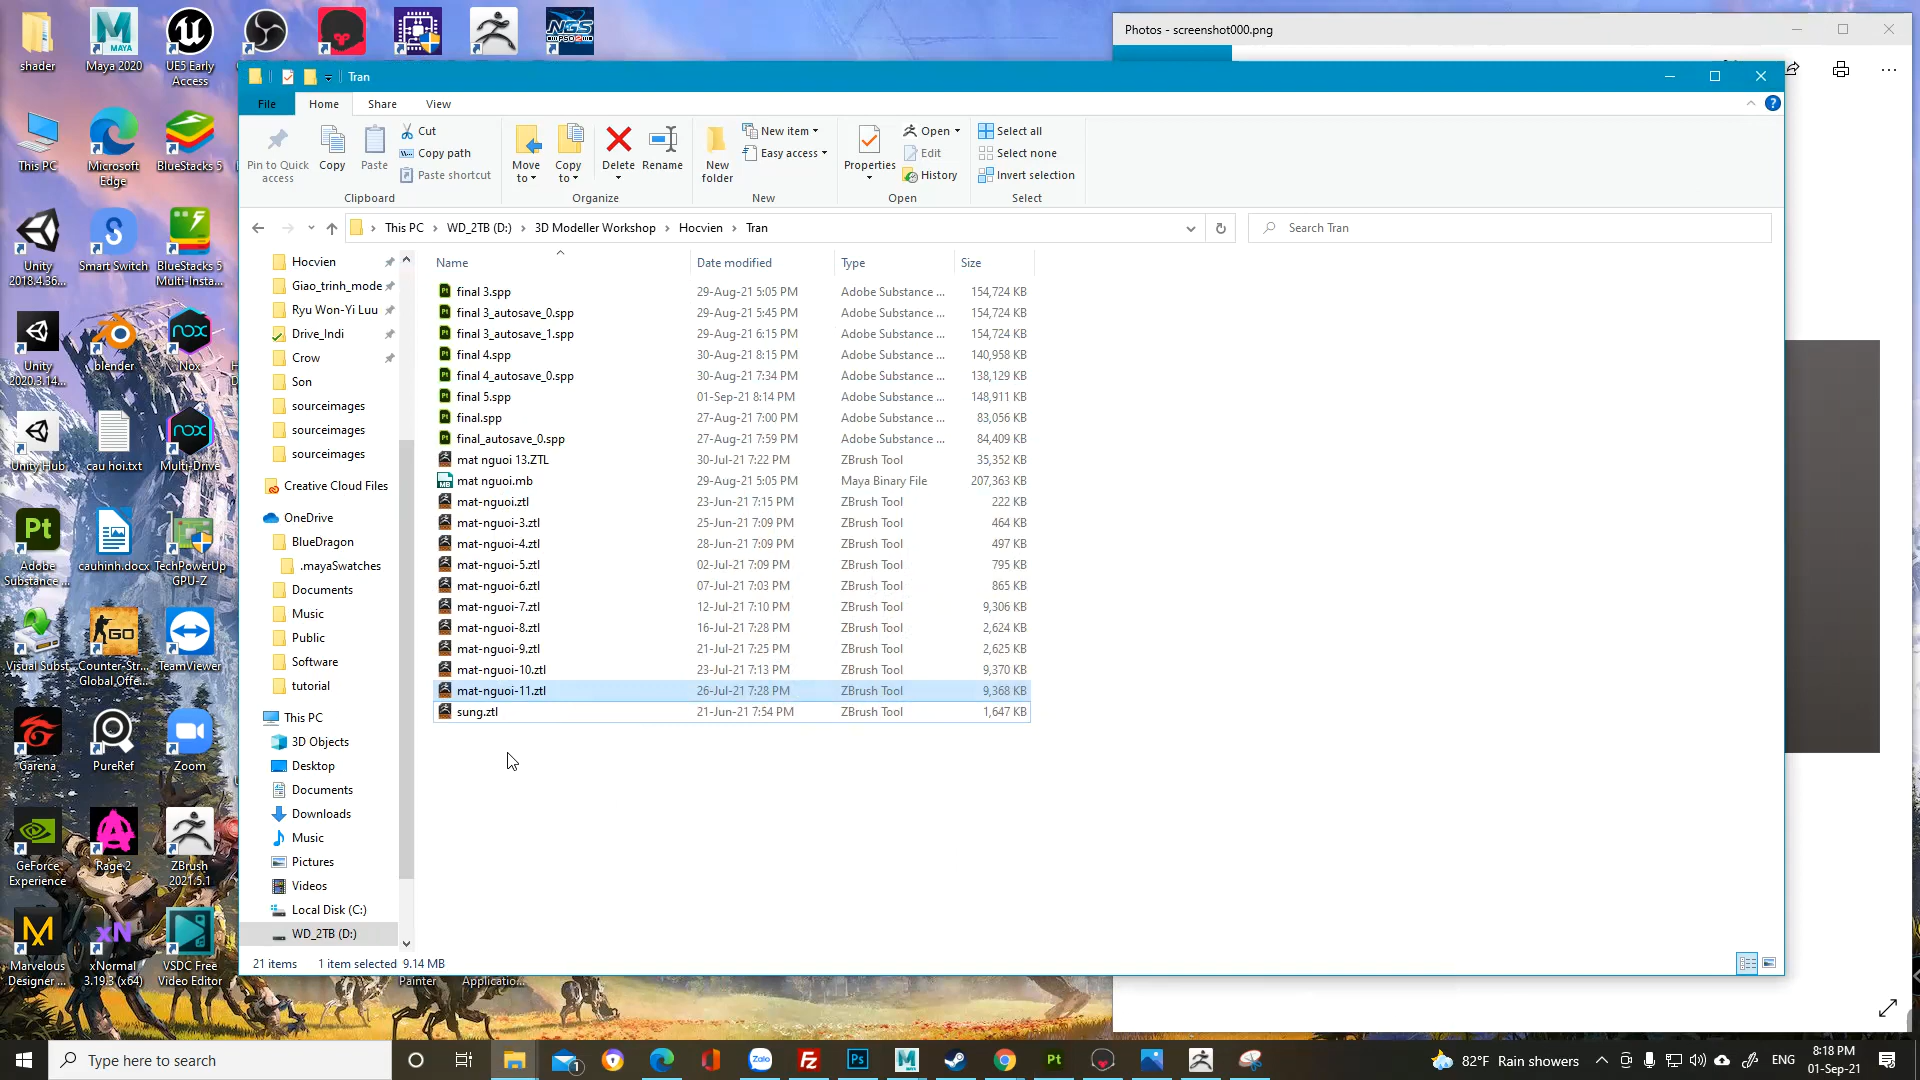 shader
Maya 2020
UE5 Early
Access
Photos - screenshot000.png
Tran
File
Home
Share
View
Pin to Quick
access
Copy
Paste
Cut
Copy path
Paste shortcut
Clipboard
Move
to
Copy
to
Delete
Rename
Organize
New
folder
New item
Easy access
New
Properties
Open
Edit
History
Open
Select all
Select none
Invert selection
Select
This PC
WD_2TB (D:)
3D Modeller Workshop
Hocvien
Tran
Search Tran
Name
Date modified
Type
Size
final 3.spp 29-Aug-21 5:05 PM Adobe Substance ... 154,724 KB
final 3_autosave_0.spp 29-Aug-21 5:45 PM Adobe Substance ... 154,724 KB
final 3_autosave_1.spp 29-Aug-21 6:15 PM Adobe Substance ... 154,724 KB
final 4.spp 30-Aug-21 8:15 PM Adobe Substance ... 140,958 KB
final 4_autosave_0.spp 30-Aug-21 7:34 PM Adobe Substance ... 138,129 KB
final 5.spp 01-Sep-21 8:14 PM Adobe Substance ... 148,911 KB
final.spp 27-Aug-21 7:00 PM Adobe Substance ... 83,056 KB
final_autosave_0.spp 27-Aug-21 7:59 PM Adobe Substance ... 84,409 KB
mat nguoi 13.ZTL 30-Jul-21 7:22 PM ZBrush Tool 35,352 KB
mat nguoi.mb 29-Aug-21 5:05 PM Maya Binary File 207,363 KB
mat-nguoi.ztl 23-Jun-21 7:15 PM ZBrush Tool 222 KB
mat-nguoi-3.ztl 25-Jun-21 7:09 PM ZBrush Tool 464 KB
mat-nguoi-4.ztl 28-Jun-21 7:09 PM ZBrush Tool 497 KB
mat-nguoi-5.ztl 02-Jul-21 7:09 PM ZBrush Tool 795 KB
mat-nguoi-6.ztl 07-Jul-21 7:03 PM ZBrush Tool 865 KB
mat-nguoi-7.ztl 12-Jul-21 7:10 PM ZBrush Tool 9,306 KB
mat-nguoi-8.ztl 16-Jul-21 7:28 PM ZBrush Tool 2,624 KB
mat-nguoi-9.ztl 21-Jul-21 7:25 PM ZBrush Tool 2,625 KB
mat-nguoi-10.ztl 23-Jul-21 7:13 PM ZBrush Tool 9,370 KB
mat-nguoi-11.ztl 26-Jul-21 7:28 PM ZBrush Tool 9,368 KB
sung.ztl 21-Jun-21 7:54 PM ZBrush Tool 1,647 KB
Hocvien
Giao_trinh_mode
Ryu Won-Yi Luu
Drive_Indi
Crow
Son
sourceimages
sourceimages
sourceimages
Creative Cloud Files
OneDrive
BlueDragon
.mayaSwatches
Documents
Music
Public
Software
tutorial
This PC
3D Objects
Desktop
Documents
Downloads
Music
Pictures
Videos
Local Disk (C:)
WD_2TB (D:)
21 items
1 item selected 9.14 MB
This PC
Microsoft
Edge
BlueStacks 5
Unity
2018.4.36...
Smart Switch
BlueStacks 5
Multi-Insta...
Unity
2020.3.14...
blender
Nox
Unity Hub
cau hoi.txt
Multi-Drive
Adobe
Substance ...
cauhinh.docx
TechPowerUp
GPU-Z
Visual Subst...
Counter-Str...
Global Offe...
TeamViewer
Garena
PureRef
Zoom
GeForce
Experience
Rage 2
ZBrush
2021.5.1
Marvelous
Designer ...
xNormal
3.19.3 (x64)
VSDC Free
Video Editor
Painter
Applicatio...
Type here to search
82°F Rain showers
ENG
8:18 PM
01-Sep-21